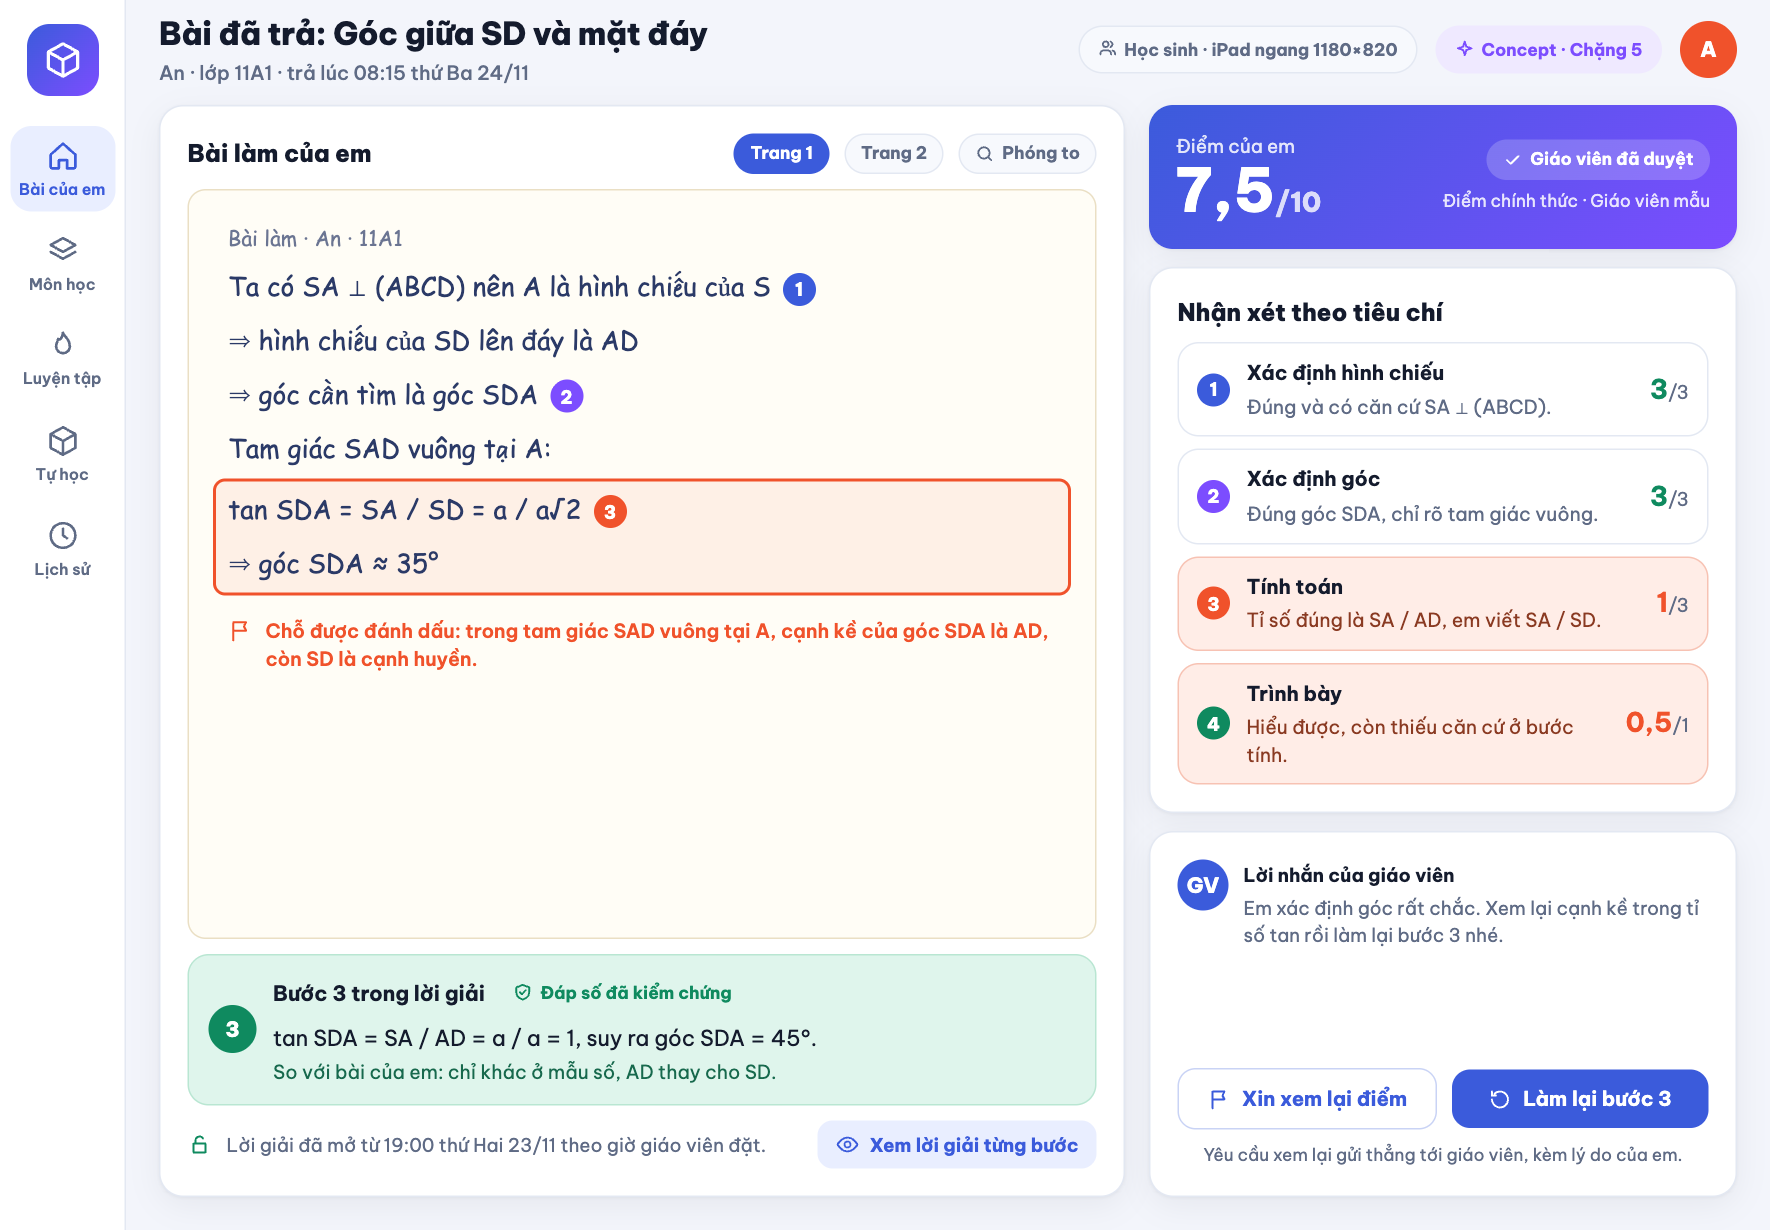 Bài đã trả: Góc giữa SD và mặt đáy
An · lớp 11A1 · trả lúc 08:15 thứ Ba 24/11
Học sinh · iPad ngang 1180×820
Concept · Chặng 5
A
Bài của em
Môn học
Luyện tập
Tự học
Lịch sử
Bài làm của em
Trang 1
Trang 2
Phóng to
Bài làm · An · 11A1
Ta có SA ⊥ (ABCD) nên A là hình chiếu của S 1
⇒ hình chiếu của SD lên đáy là AD
⇒ góc cần tìm là góc SDA 2
Tam giác SAD vuông tại A:
tan SDA = SA / SD = a / a√2 3
⇒ góc SDA ≈ 35°
Chỗ được đánh dấu: trong tam giác SAD vuông tại A, cạnh kề của góc SDA là AD,
còn SD là cạnh huyền.
3
Bước 3 trong lời giải
Đáp số đã kiểm chứng
tan SDA = SA / AD = a / a = 1, suy ra góc SDA = 45°.
So với bài của em: chỉ khác ở mẫu số, AD thay cho SD.
Lời giải đã mở từ 19:00 thứ Hai 23/11 theo giờ giáo viên đặt.
Xem lời giải từng bước
Điểm của em
7,5/10
Giáo viên đã duyệt
Điểm chính thức · Giáo viên mẫu
Nhận xét theo tiêu chí
1
Xác định hình chiếu
Đúng và có căn cứ SA ⊥ (ABCD).
3/3
2
Xác định góc
Đúng góc SDA, chỉ rõ tam giác vuông.
3/3
3
Tính toán
Tỉ số đúng là SA / AD, em viết SA / SD.
1/3
4
Trình bày
Hiểu được, còn thiếu căn cứ ở bước
tính.
0,5/1
GV
Lời nhắn của giáo viên
Em xác định góc rất chắc. Xem lại cạnh kề trong tỉ
số tan rồi làm lại bước 3 nhé.
Xin xem lại điểm
Làm lại bước 3
Yêu cầu xem lại gửi thẳng tới giáo viên, kèm lý do của em.